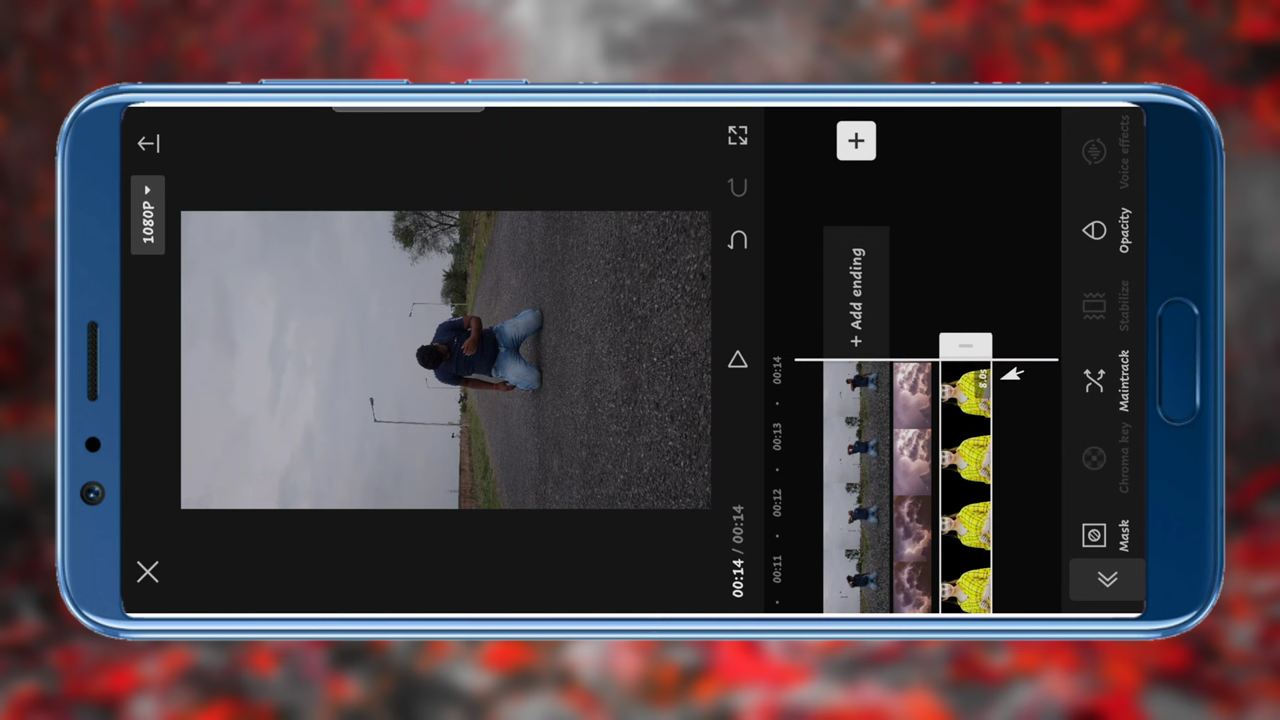 1080P
00:14 / 00:14
00:11
00:12
00:13
00:14
+ Add ending
8.0s
Mask
Chroma key
Maintrack
Stabilize
Opacity
Voice effects